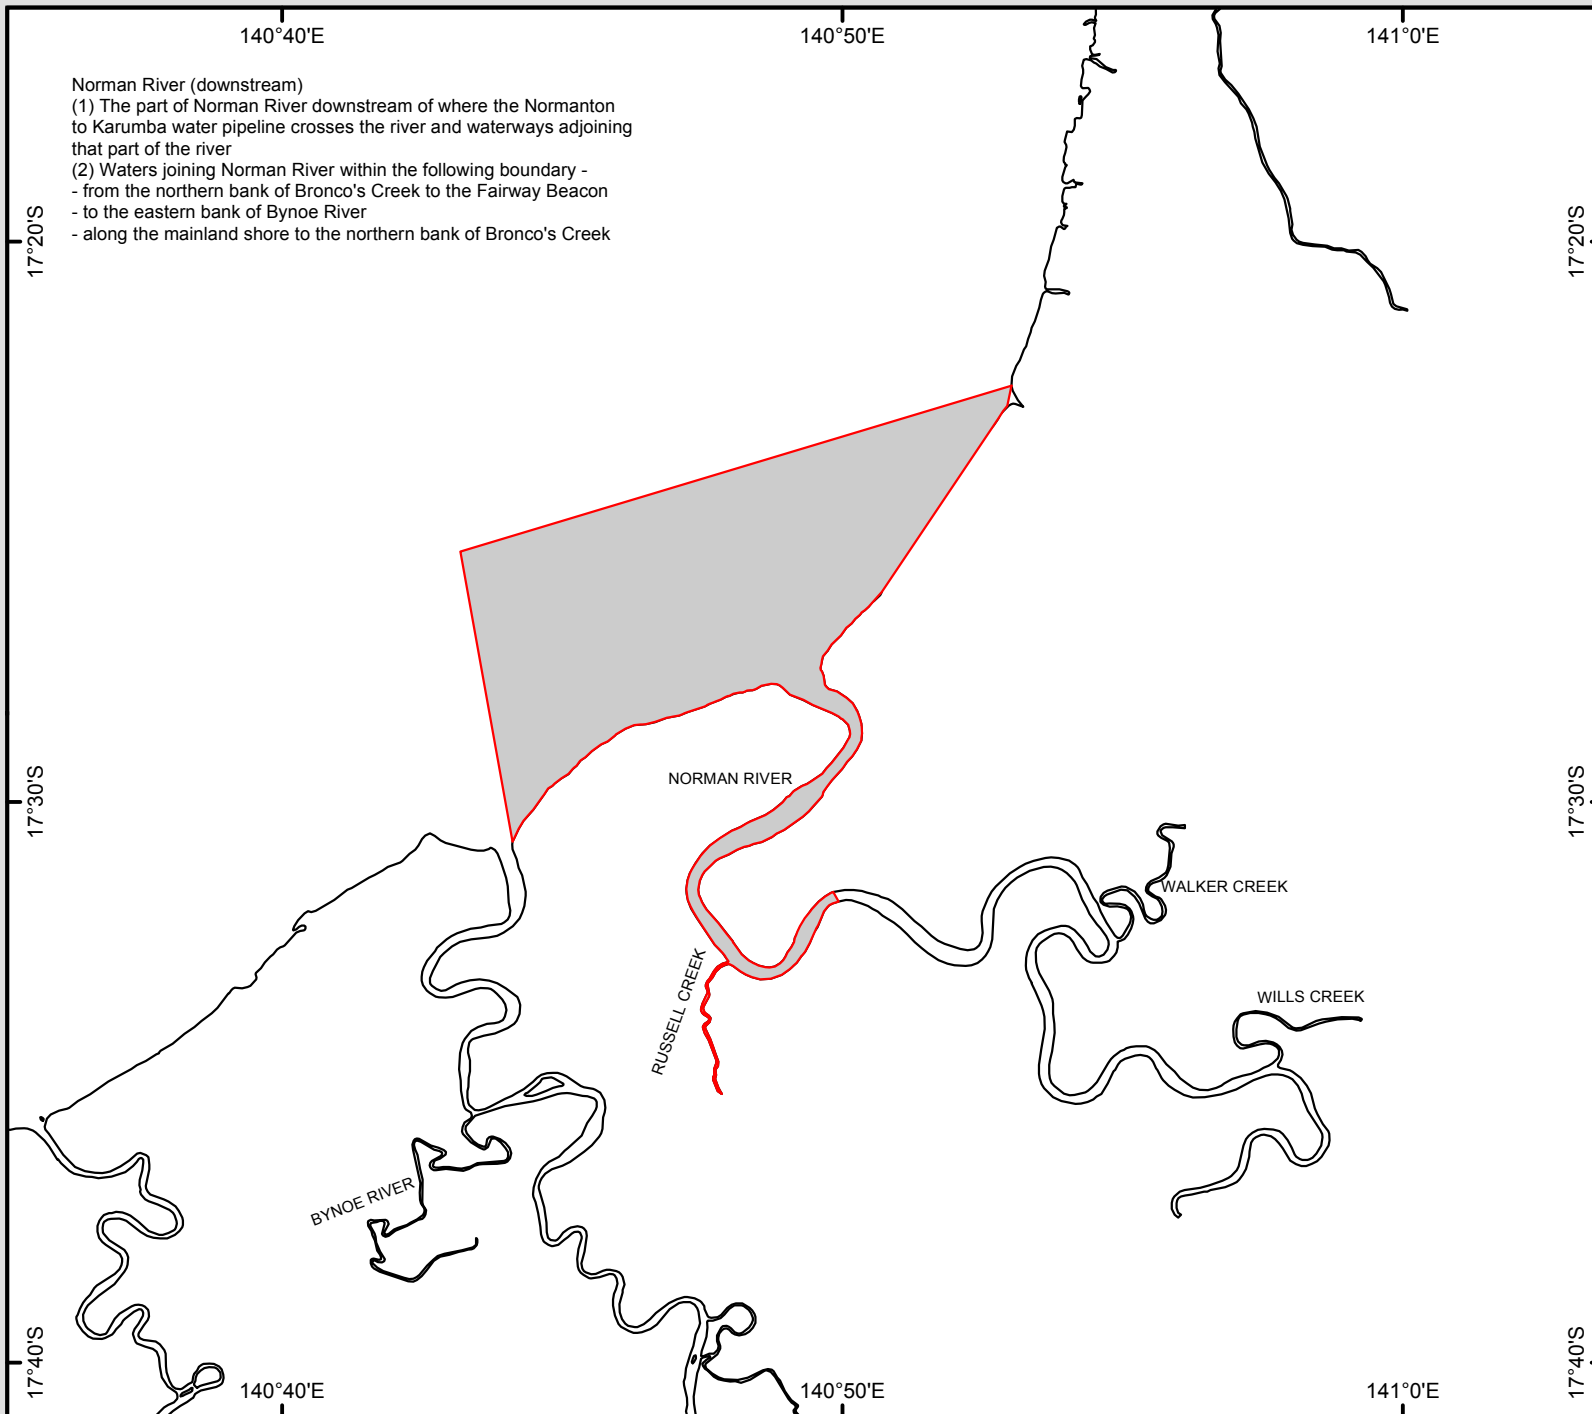 140°40'E
140°50'E
141°0'E
Norman River (downstream)
(1) The part of Norman River downstream of where the Normanton
to Karumba water pipeline crosses the river and waterways adjoining
that part of the river
(2) Waters joining Norman River within the following boundary -
- from the northern bank of Bronco's Creek to the Fairway Beacon
- to the eastern bank of Bynoe River
- along the mainland shore to the northern bank of Bronco's Creek
17°20'S
17°20'S
NORMAN RIVER
17°30'S
17°30'S
WALKER CREEK
RUSSELL CREEK
WILLS CREEK
BYNOE RIVER
17°40'S
17°40'S
140°40'E
140°50'E
141°0'E